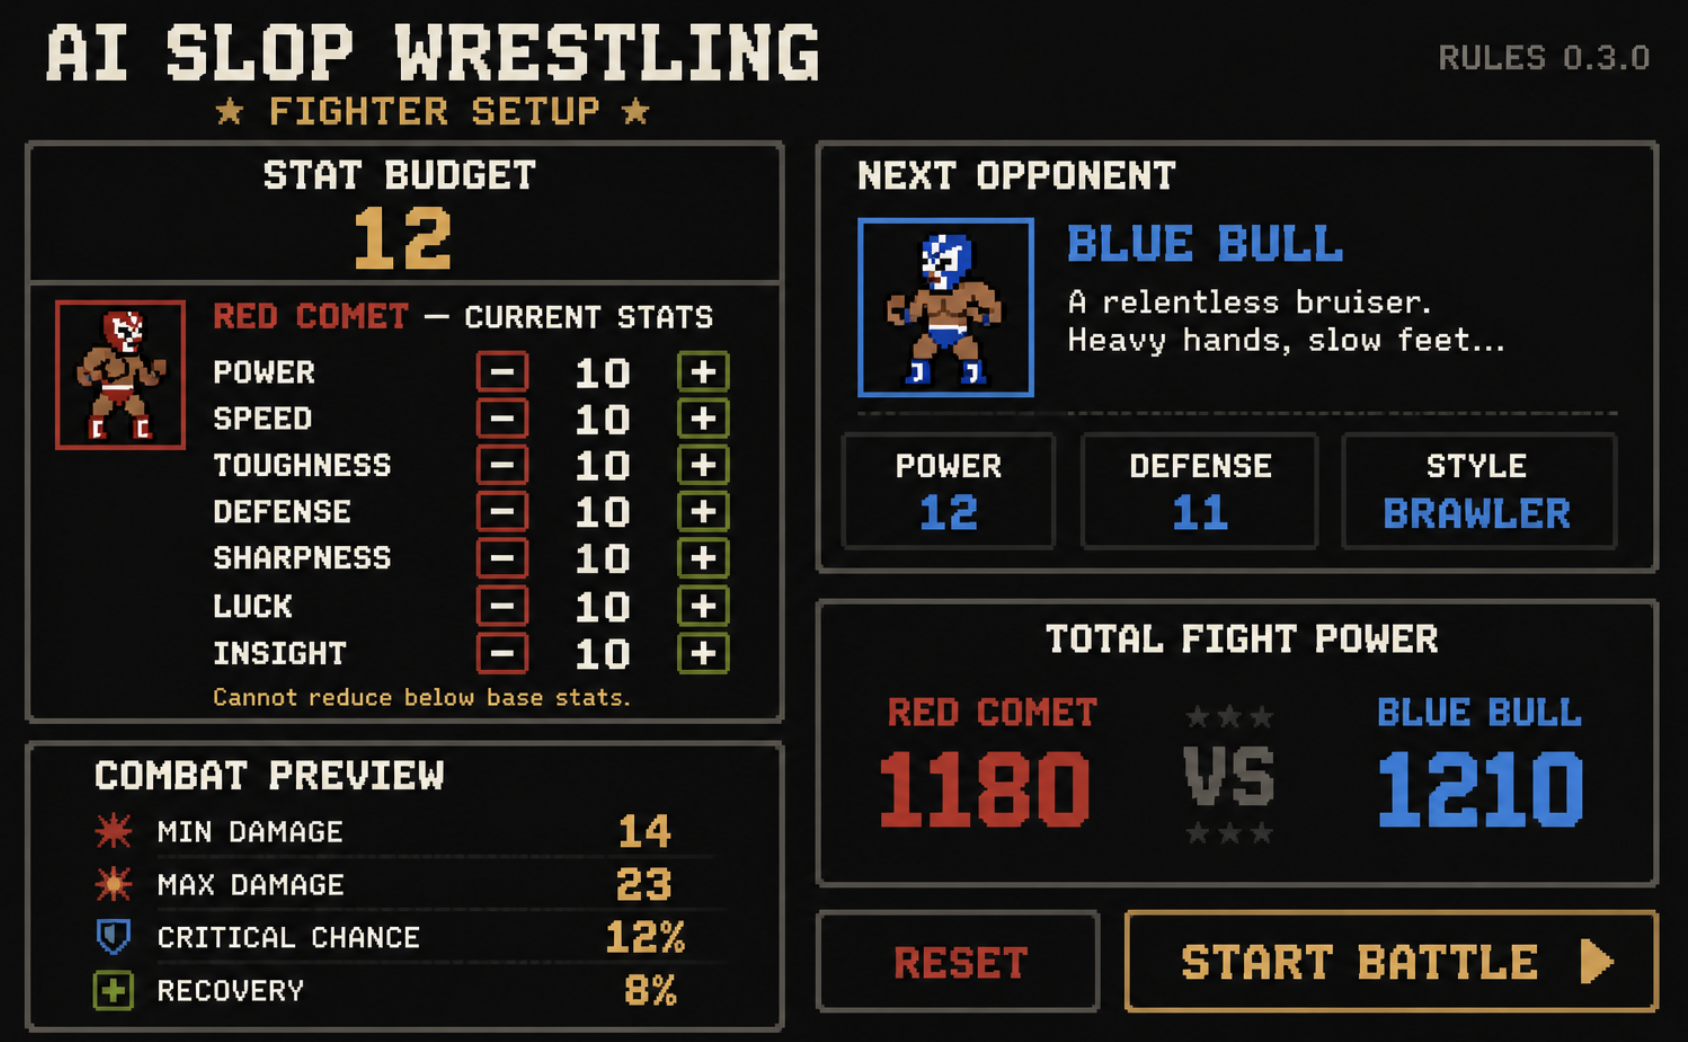 AI SLOP WRESTLING
RULES 0.3.0
★ FIGHTER SETUP ★
STAT BUDGET
12
RED COMET — CURRENT STATS
POWER − 10 +
SPEED − 10 +
TOUGHNESS − 10 +
DEFENSE − 10 +
SHARPNESS − 10 +
LUCK − 10 +
INSIGHT − 10 +
Cannot reduce below base stats.
COMBAT PREVIEW
MIN DAMAGE 14
MAX DAMAGE 23
CRITICAL CHANCE 12%
RECOVERY 8%
NEXT OPPONENT
BLUE BULL
A relentless bruiser.
Heavy hands, slow feet...
POWER
12
DEFENSE
11
STYLE
BRAWLER
TOTAL FIGHT POWER
RED COMET
1180
VS
BLUE BULL
1210
RESET
START BATTLE